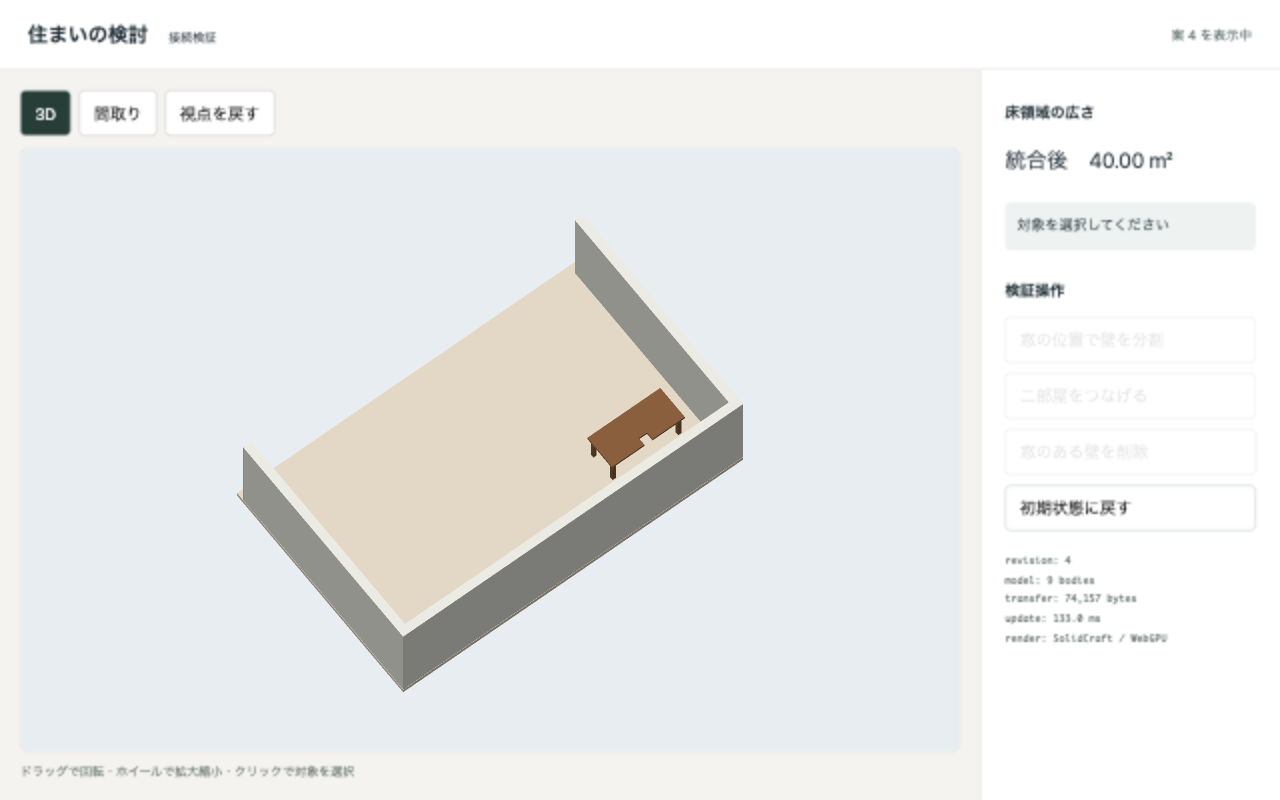 住まいの検討 接続検証
案 4 を表示中
3D 間取り 視点を戻す
床領域の広さ
統合後 40.00 m²
対象を選択してください
検証操作
窓の位置で壁を分割
二部屋をつなげる
窓のある壁を削除
初期状態に戻す
revision: 4
model: 9 bodies
transfer: 74,157 bytes
update: 133.0 ms
render: SolidCraft / WebGPU
ドラッグで回転・ホイールで拡大縮小・クリックで対象を選択